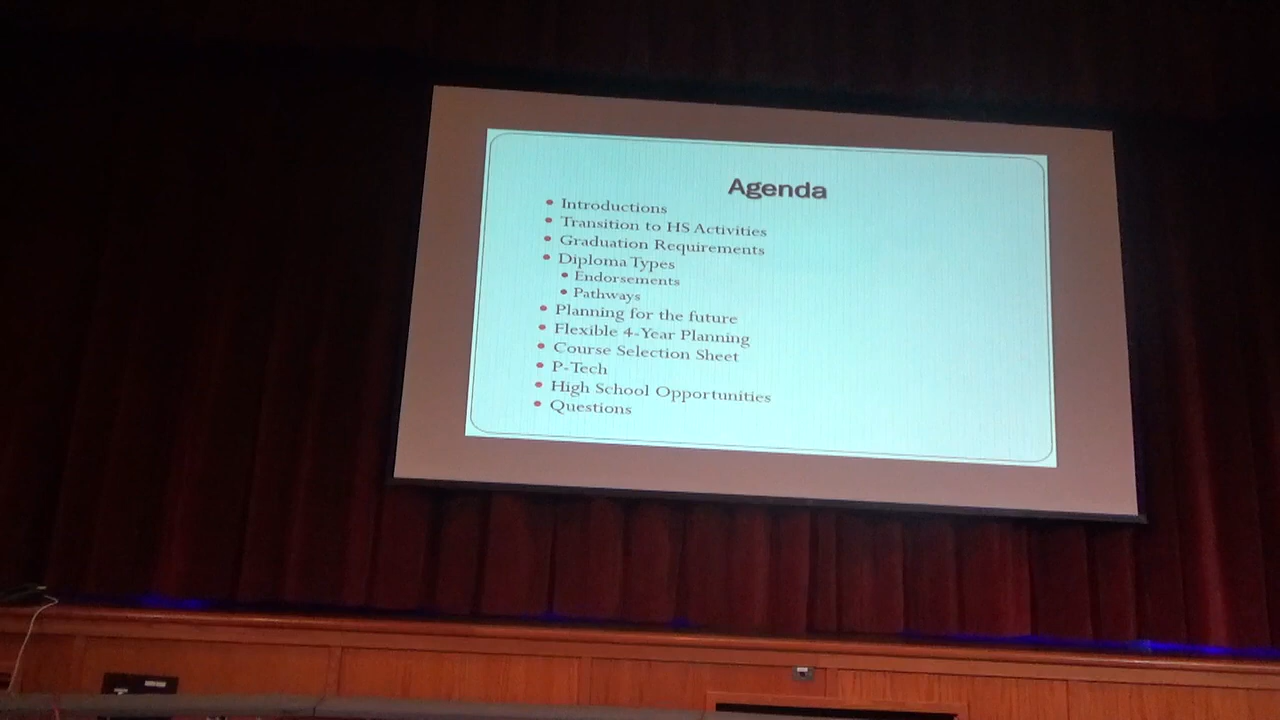 Agenda
• Introductions
• Transition to HS Activities
• Graduation Requirements
• Diploma Types
• Endorsements
• Pathways
• Planning for the future
• Flexible 4-Year Planning
• Course Selection Sheet
• P-Tech
• High School Opportunities
• Questions